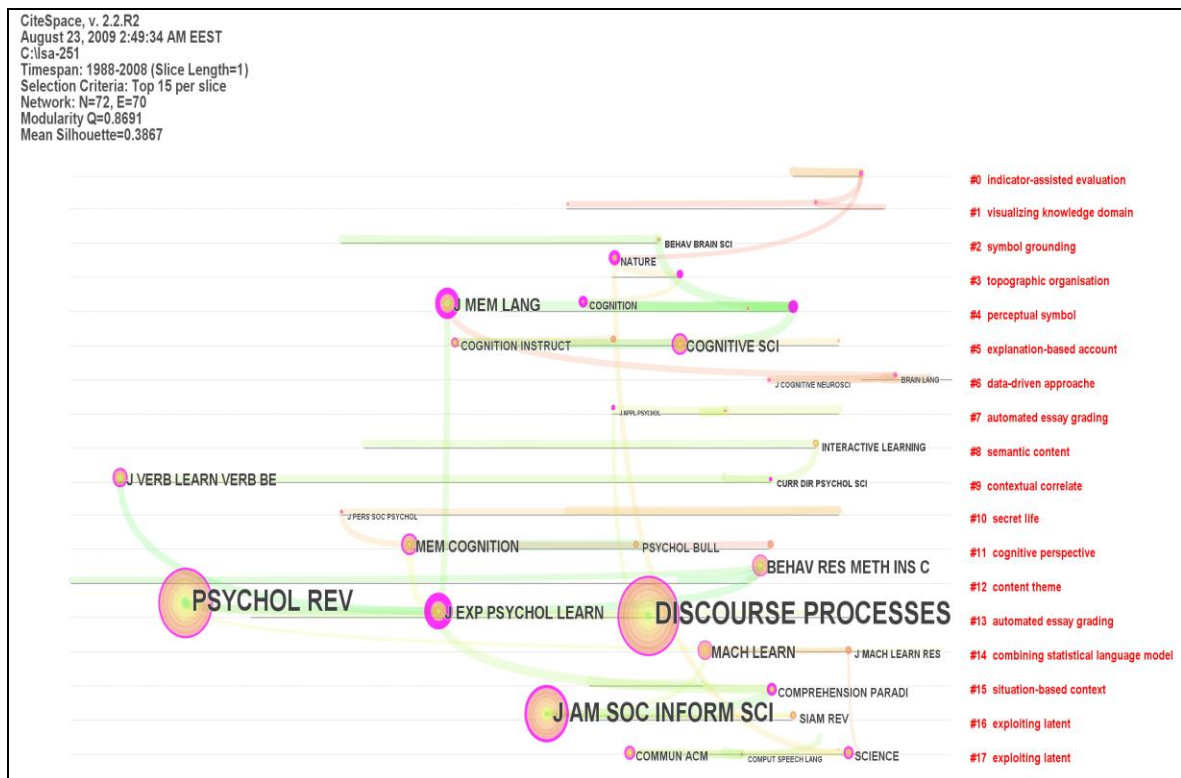 CiteSpace, v. 2.2.R2
August 23, 2009 2:49:34 AM EEST
C:\lsa-251
Timespan: 1988-2008 (Slice Length=1)
Selection Criteria: Top 15 per slice
Network: N=72, E=70
Modularity Q=0.8691
Mean Silhouette=0.3867
#0 indicator-assisted evaluation
#1 visualizing knowledge domain
BEHAV BRAIN SCI
#2 symbol grounding
NATURE
#3 topographic organisation
J MEM LANG
COGNITION
#4 perceptual symbol
COGNITION INSTRUCT
COGNITIVE SCI
#5 explanation-based account
J COGNITIVE NEUROSCI
BRAIN LANG
#6 data-driven approache
J APPL PSYCHOL
#7 automated essay grading
INTERACTIVE LEARNING
#8 semantic content
J VERB LEARN VERB BE
CURR DIR PSYCHOL SCI
#9 contextual correlate
J PERS SOC PSYCHOL
#10 secret life
MEM COGNITION
PSYCHOL BULL
#11 cognitive perspective
BEHAV RES METH INS C
#12 content theme
PSYCHOL REV
J EXP PSYCHOL LEARN
DISCOURSE PROCESSES
#13 automated essay grading
MACH LEARN
J MACH LEARN RES
#14 combining statistical language model
COMPREHENSION PARADI
#15 situation-based context
J AM SOC INFORM SCI
SIAM REV
#16 exploiting latent
COMMUN ACM
COMPUT SPEECH LANG
SCIENCE
#17 exploiting latent